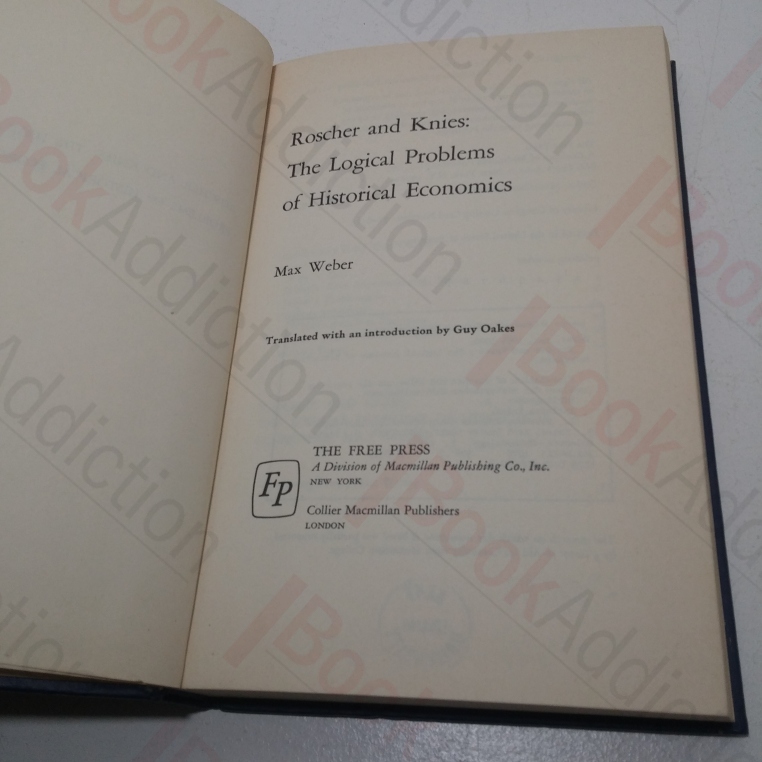 Roscher and Knies:
The Logical Problems
of Historical Economics
Max Weber
Translated with an introduction by Guy Oakes
FP
THE FREE PRESS
A Division of Macmillan Publishing Co., Inc.
NEW YORK
Collier Macmillan Publishers
LONDON
BookAddiction